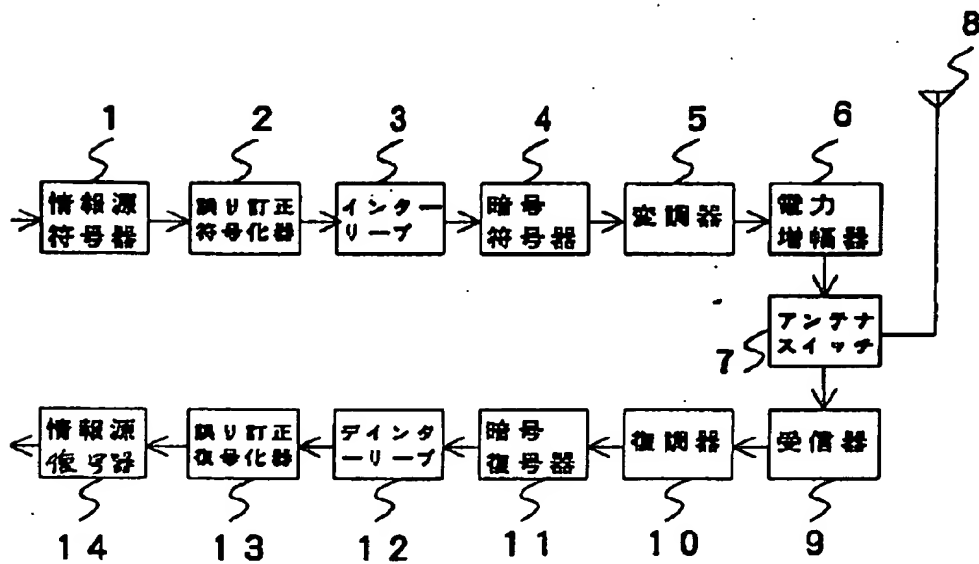 8
1 2 3 4 5 6
情報源
符号器
誤り訂正
符号化器
インター
リーブ
暗号
符号器
変調器
電力
増幅器
アンテナ
スイッチ
7
情報源
復号器
誤り訂正
復号化器
デインタ
ーリーブ
暗号
復号器
復調器
受信器
14 13 12 11 10 9